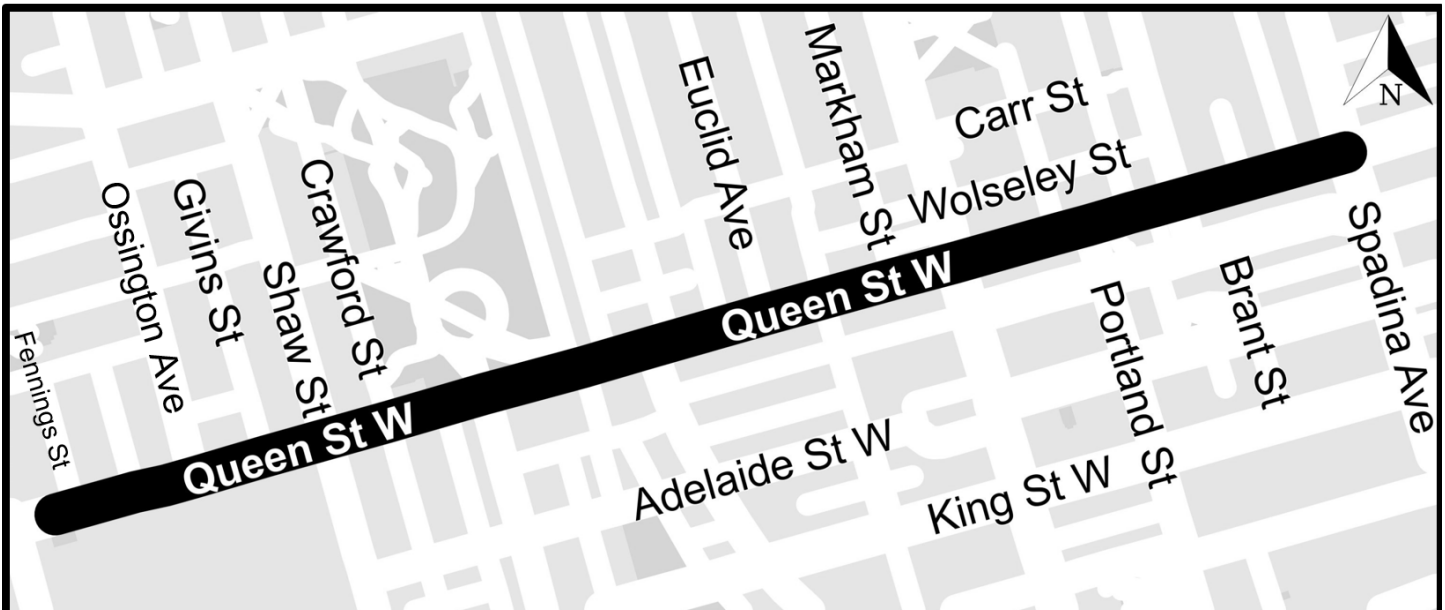 N
Euclid Ave
Markham St
Carr St
Wolseley St
Crawford St
Givins St
Ossington Ave
Shaw St
Fennings St
Queen St W
Queen St W
Spadina Ave
Brant St
Portland St
Adelaide St W
King St W